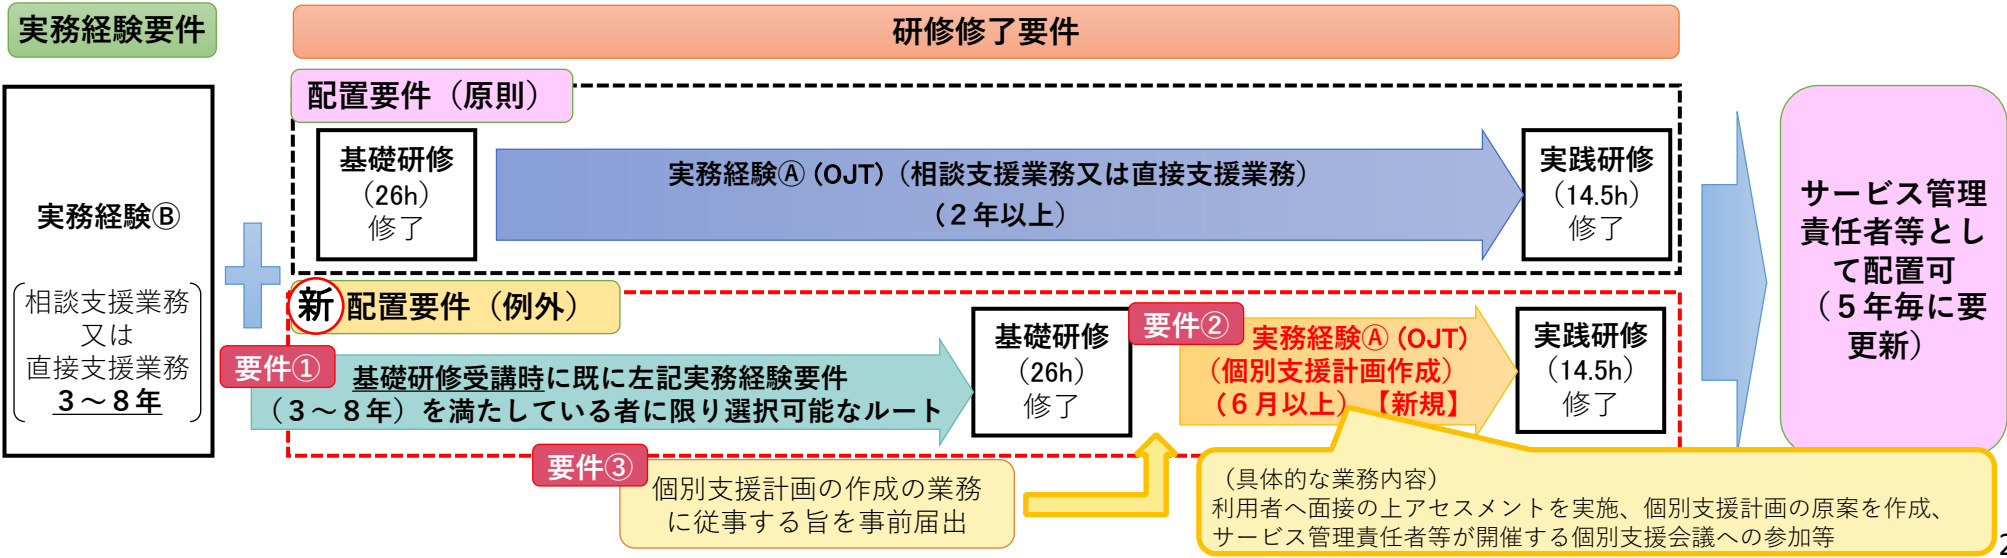 実務経験要件
研修修了要件
実務経験Ⓑ
相談支援業務
又は
直接支援業務
３～８年
配置要件（原則）
基礎研修
（26h）
修了
実務経験Ⓐ（OJT）（相談支援業務又は直接支援業務）
（２年以上）
実践研修
（14.5h）
修了
新
配置要件（例外）
要件①
基礎研修受講時に既に左記実務経験要件
（３～８年）を満たしている者に限り選択可能なルート
基礎研修
（26h）
修了
要件②
実務経験Ⓐ（OJT）
（個別支援計画作成）
（６月以上）【新規】
実践研修
（14.5h）
修了
要件③
個別支援計画の作成の業務
に従事する旨を事前届出
（具体的な業務内容）
利用者へ面接の上アセスメントを実施、個別支援計画の原案を作成、
サービス管理責任者等が開催する個別支援会議への参加等
サービス管理
責任者等とし
て配置可
（５年毎に要
更新）